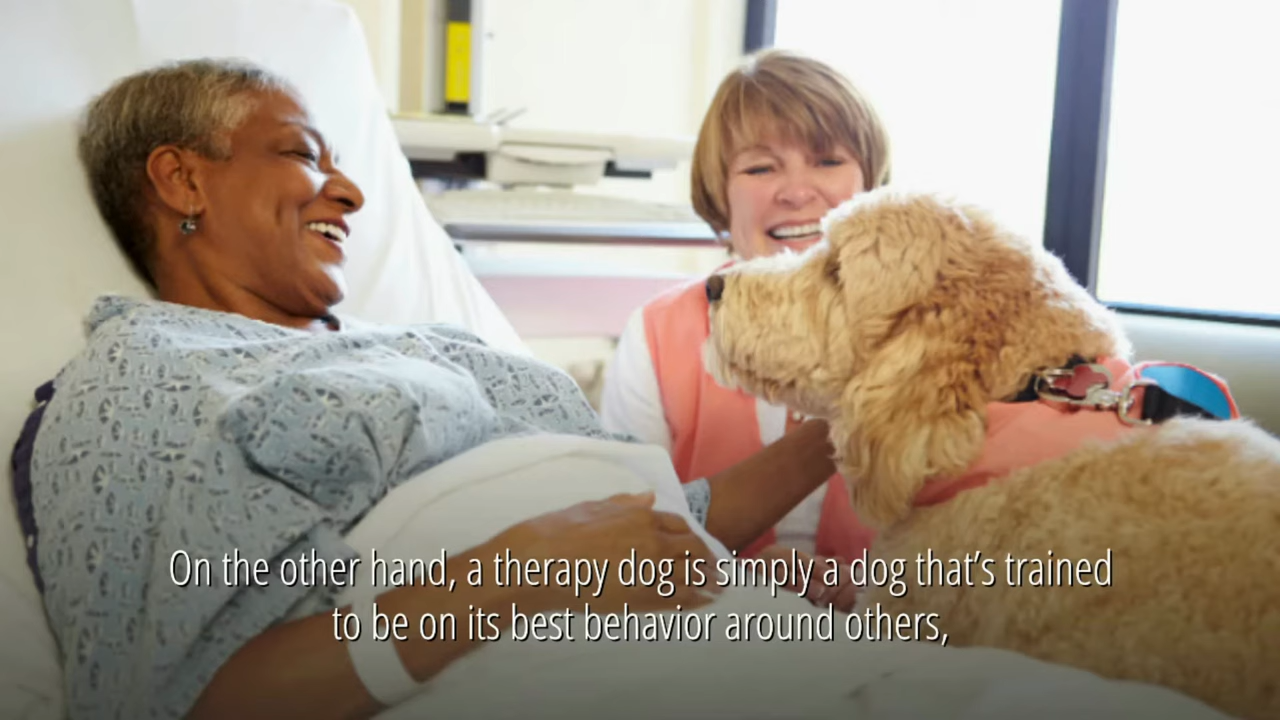 On the other hand, a therapy dog is simply a dog that’s trained
to be on its best behavior around others,